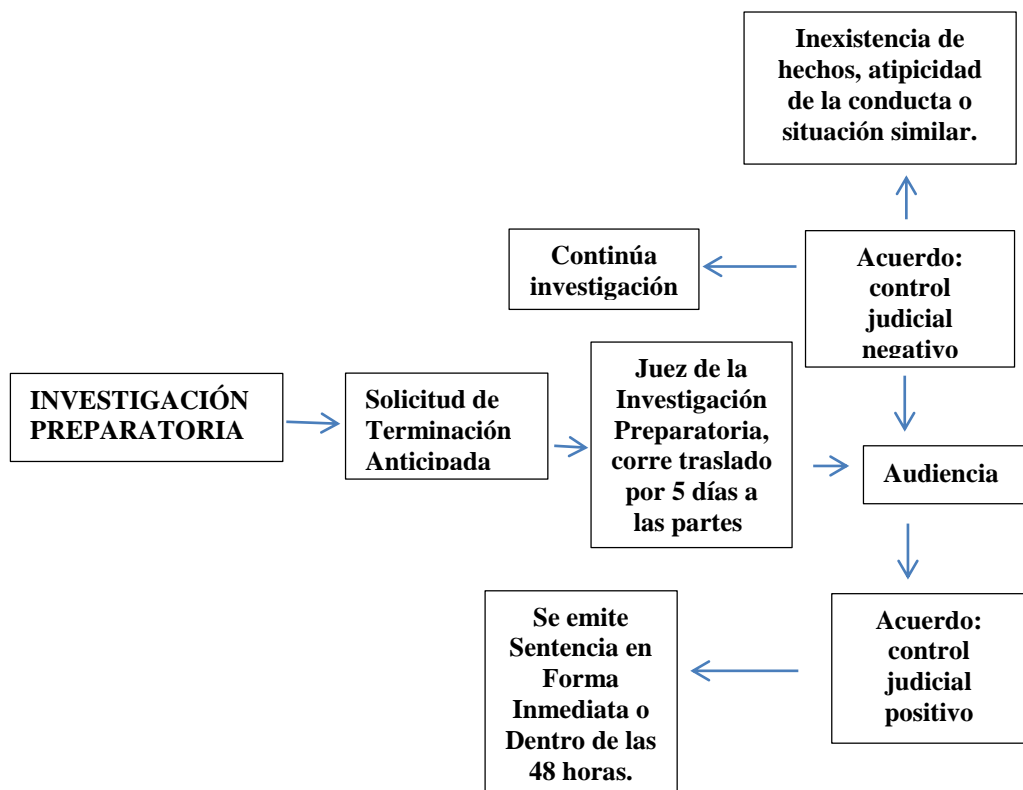 Inexistencia de
hechos, atipicidad
de la conducta o
situación similar.
Continúa
investigación
Acuerdo:
control
judicial
negativo
INVESTIGACIÓN
PREPARATORIA
Solicitud de
Terminación
Anticipada
Juez de la
Investigación
Preparatoria,
corre traslado
por 5 días a
las partes
Audiencia
Se emite
Sentencia en
Forma
Inmediata o
Dentro de las
48 horas.
Acuerdo:
control
judicial
positivo